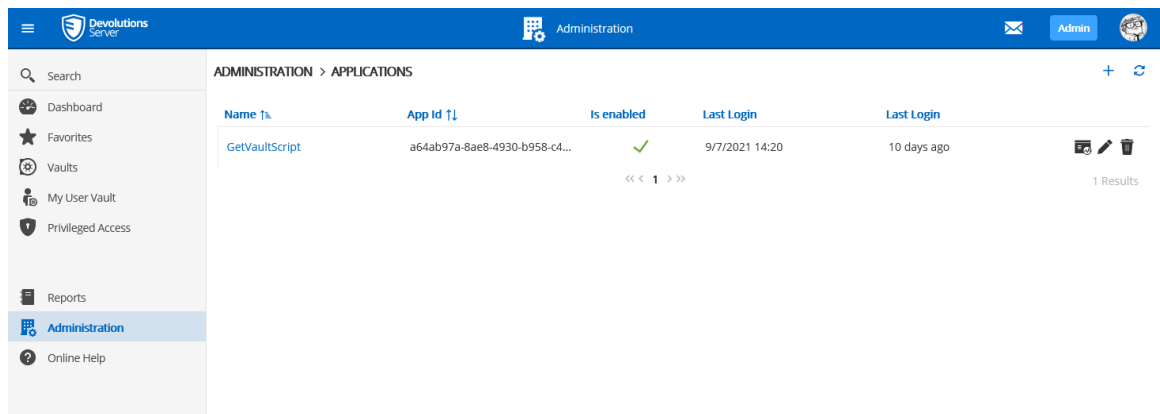 Devolutions
Server
Administration
Admin
Search
Dashboard
Favorites
Vaults
My User Vault
Privileged Access
Reports
Administration
Online Help
ADMINISTRATION > APPLICATIONS
Name App Id Is enabled Last Login Last Login
GetVaultScript a64ab97a-8ae8-4930-b958-c4... 9/7/2021 14:20 10 days ago
<< < 1 > >>
1 Results